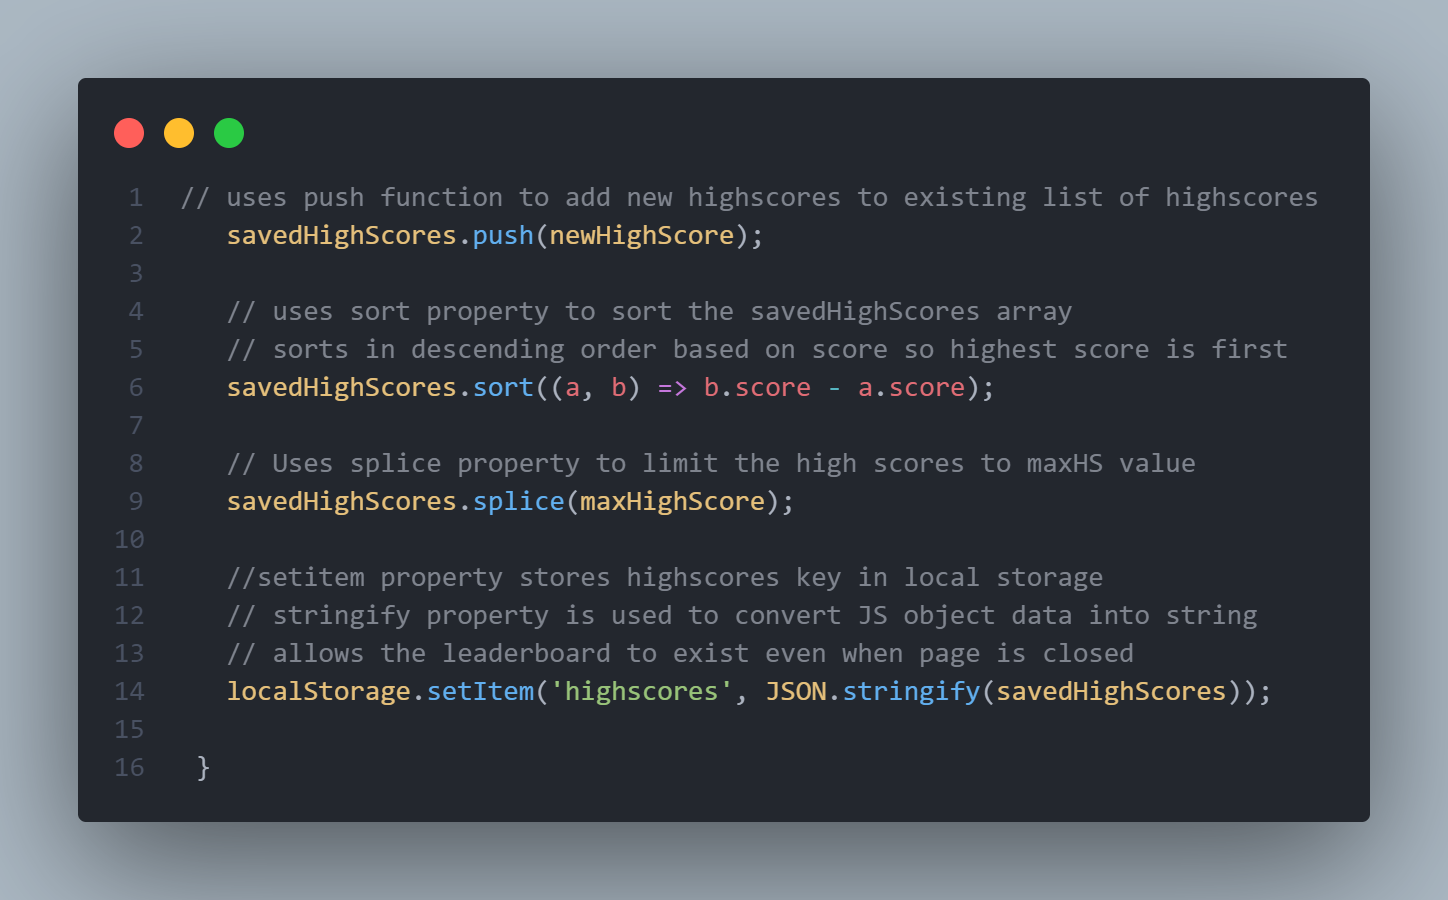 1 // uses push function to add new highscores to existing list of highscores
2 savedHighScores.push(newHighScore);
3
4 // uses sort property to sort the savedHighScores array
5 // sorts in descending order based on score so highest score is first
6 savedHighScores.sort((a, b) => b.score - a.score);
7
8 // Uses splice property to limit the high scores to maxHS value
9 savedHighScores.splice(maxHighScore);
10
11 //setitem property stores highscores key in local storage
12 // stringify property is used to convert JS object data into string
13 // allows the leaderboard to exist even when page is closed
14 localStorage.setItem('highscores', JSON.stringify(savedHighScores));
15
16 }